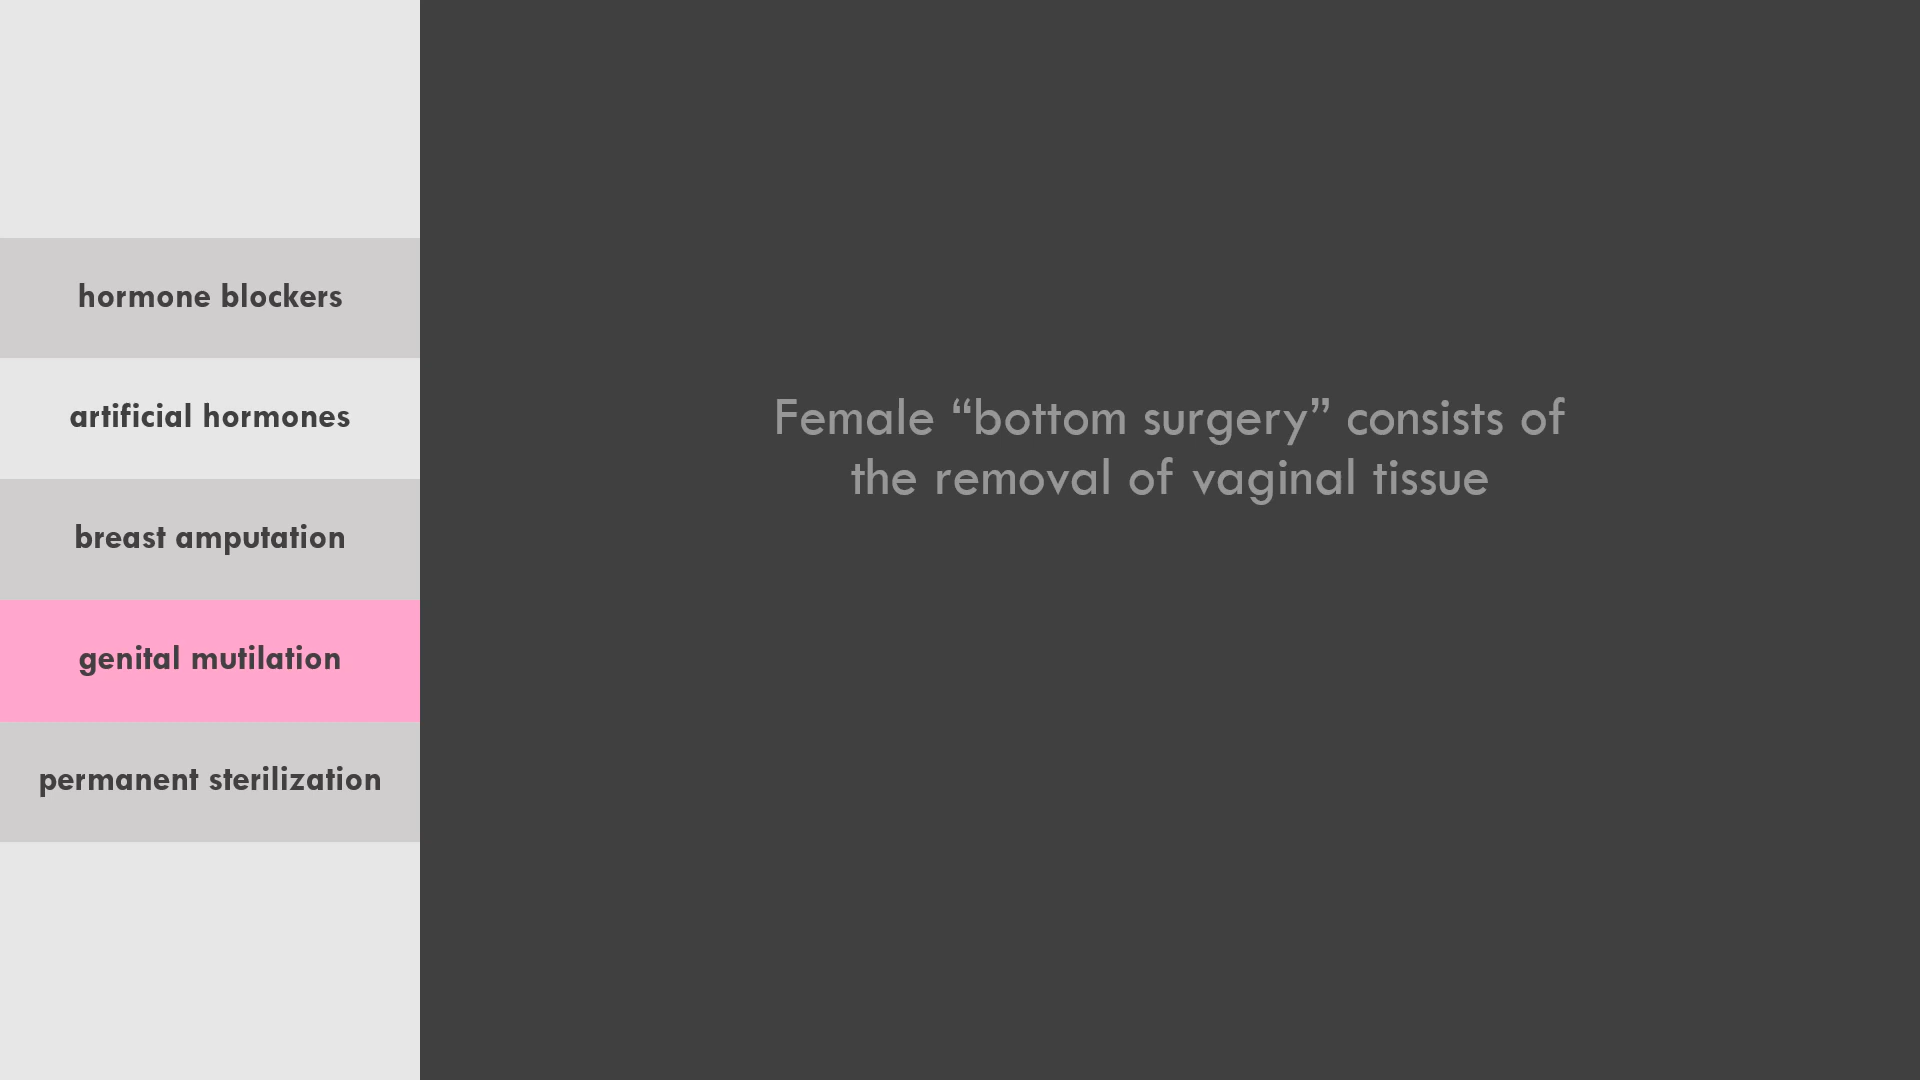 hormone blockers
artificial hormones
breast amputation
genital mutilation
permanent sterilization
Female “bottom surgery” consists of
the removal of vaginal tissue